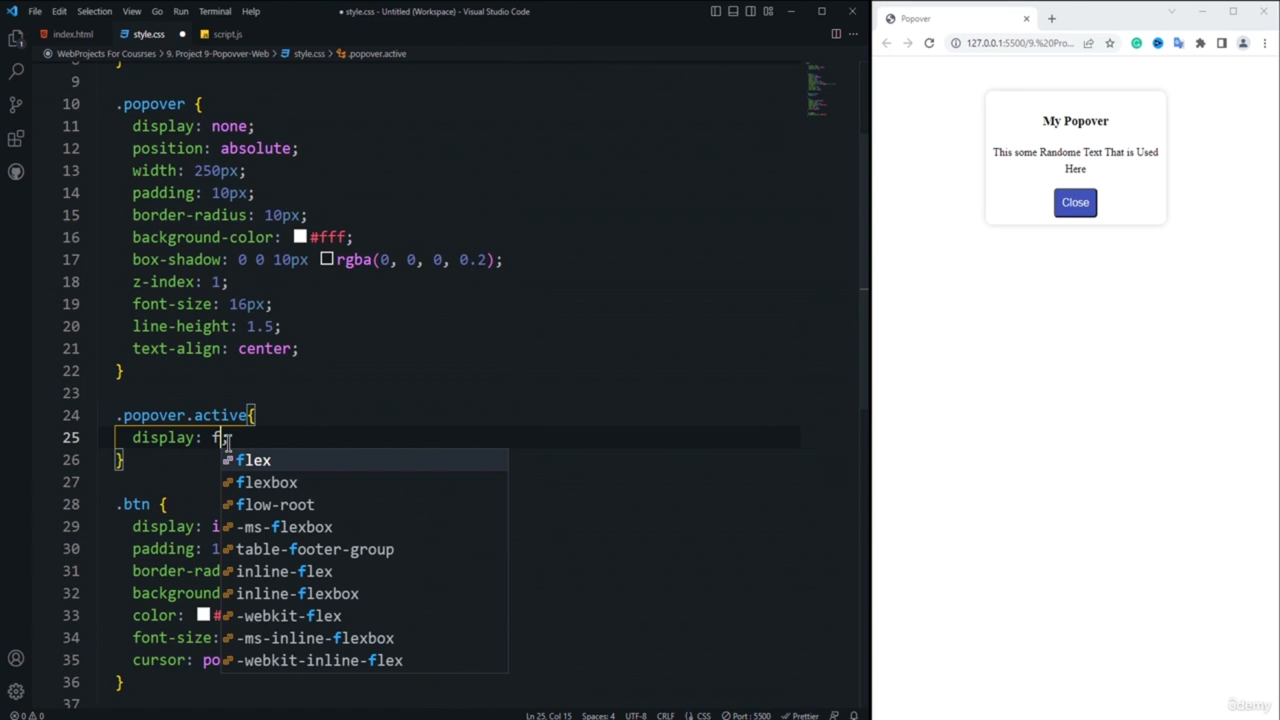 File Edit Selection View Go Run Terminal Help
● style.css - Untitled (Workspace) - Visual Studio Code
index.html
style.css ●
script.js
WebProjects For Coursses > 9. Project 9-Popovver-Web > style.css > .popover.active
9
10 .popover {
11 display: none;
12 position: absolute;
13 width: 250px;
14 padding: 10px;
15 border-radius: 10px;
16 background-color: #fff;
17 box-shadow: 0 0 10px rgba(0, 0, 0, 0.2);
18 z-index: 1;
19 font-size: 16px;
20 line-height: 1.5;
21 text-align: center;
22 }
23
24 .popover.active{
25 display: f;
26 }
27
28 .btn {
29 display: i
30 padding: 1
31 border-rad
32 background
33 color: #
34 font-size:
35 cursor: po
36 }
37
flex
flexbox
flow-root
-ms-flexbox
table-footer-group
inline-flex
inline-flexbox
-webkit-flex
-ms-inline-flexbox
-webkit-inline-flex
0 0
Ln 25, Col 15 Spaces: 4 UTF-8 CRLF CSS Port : 5500 Prettier
Popover
127.0.0.1:5500/9.%20Pro...
My Popover
This some Randome Text That is Used
Here
Close
ûdemy